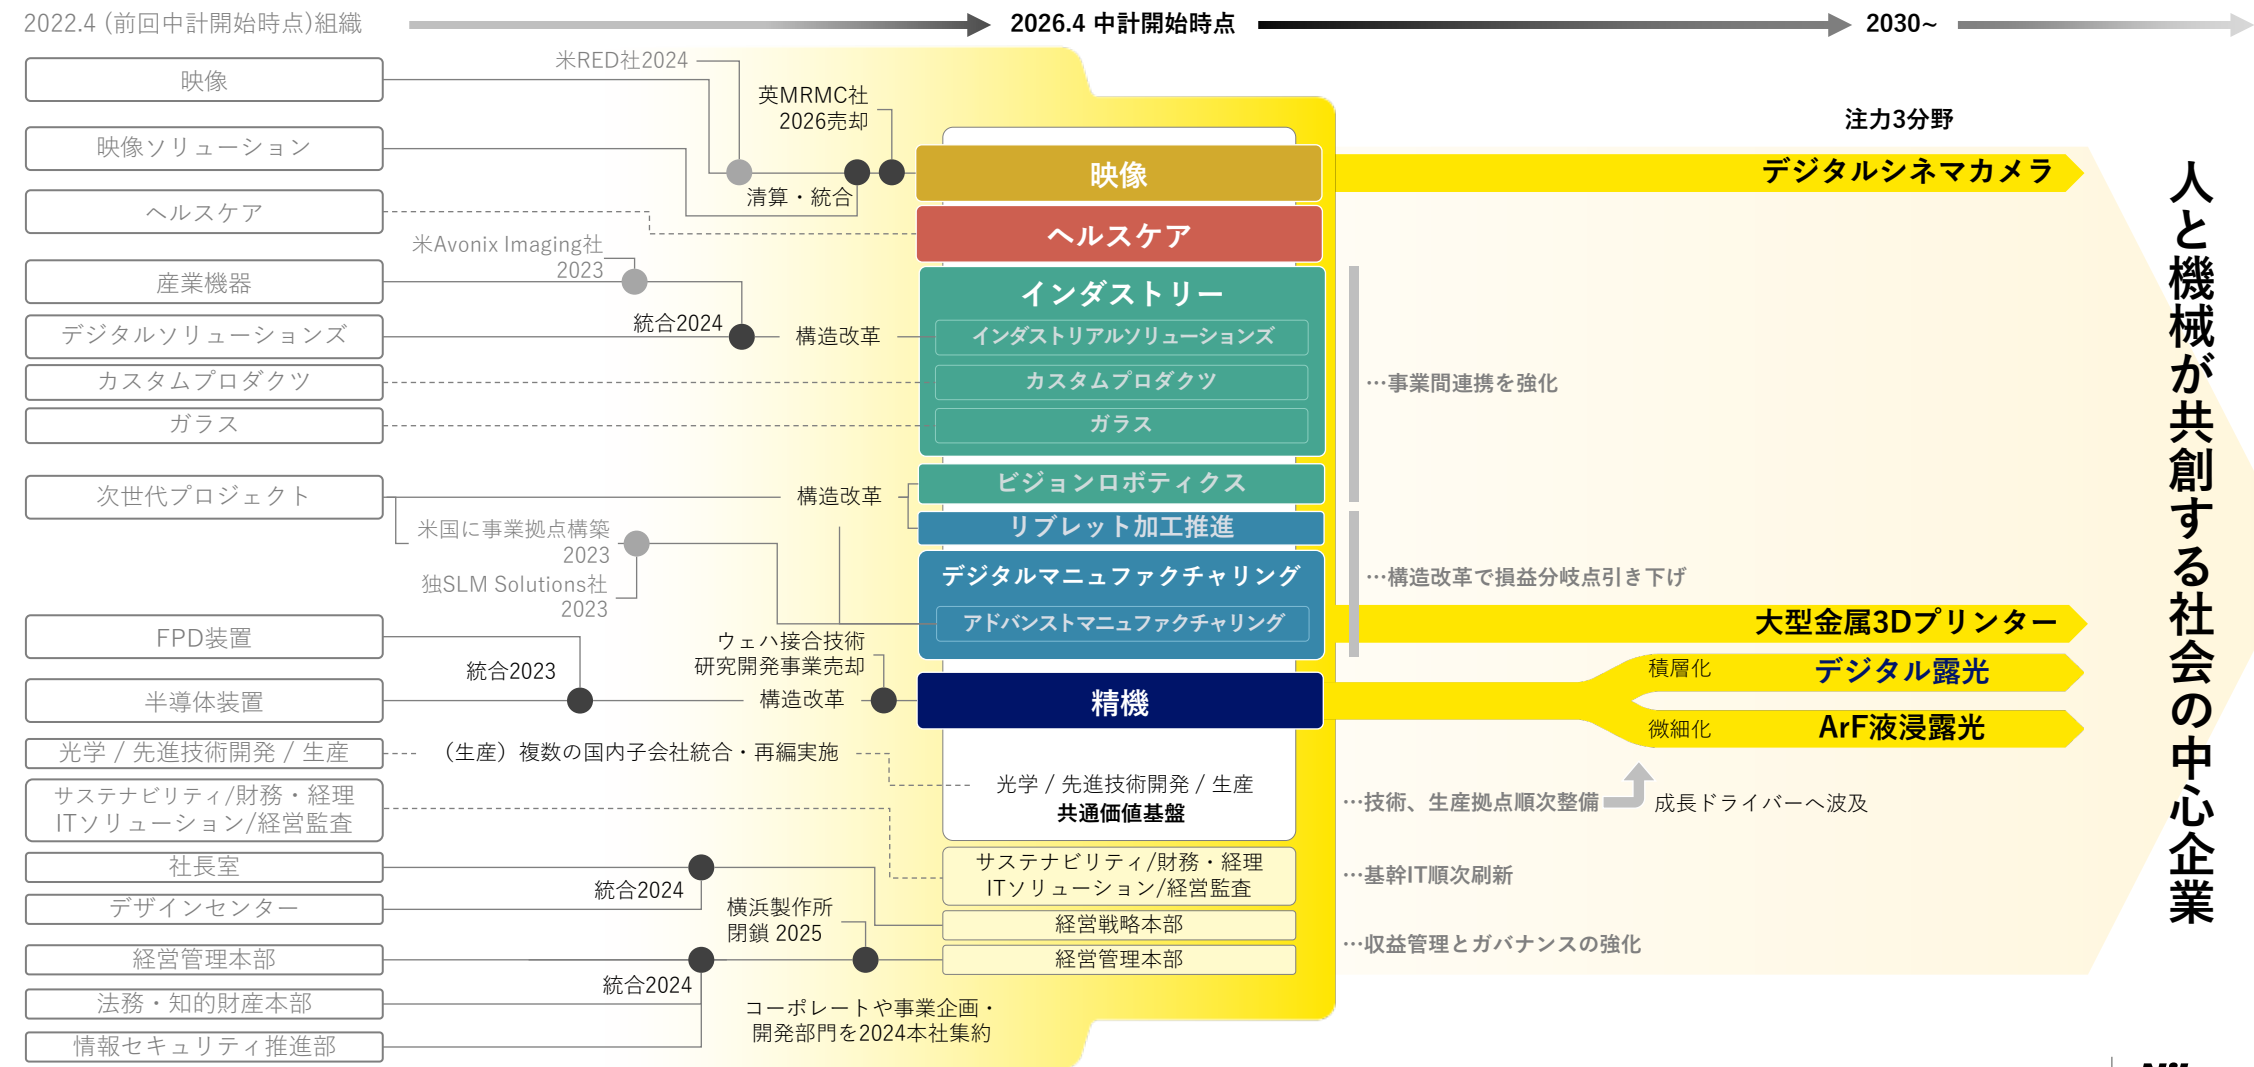 2022.4 (前回中計開始時点)組織
2026.4 中計開始時点
2030~
映像
映像ソリューション
ヘルスケア
産業機器
デジタルソリューションズ
カスタムプロダクツ
ガラス
次世代プロジェクト
FPD装置
半導体装置
光学 / 先進技術開発 / 生産
サステナビリティ/財務・経理
ITソリューション/経営監査
社長室
デザインセンター
経営管理本部
法務・知的財産本部
情報セキュリティ推進部
米RED社2024
英MRMC社
2026売却
清算・統合
米Avonix Imaging社
2023
統合2024
構造改革
構造改革
米国に事業拠点構築
2023
独SLM Solutions社
2023
統合2023
ウェハ接合技術
研究開発事業売却
構造改革
（生産）複数の国内子会社統合・再編実施
統合2024
横浜製作所
閉鎖 2025
統合2024
コーポレートや事業企画・
開発部門を2024本社集約
映像
ヘルスケア
インダストリー
インダストリアルソリューションズ
カスタムプロダクツ
ガラス
ビジョンロボティクス
リブレット加工推進
デジタルマニュファクチャリング
アドバンストマニュファクチャリング
精機
光学 / 先進技術開発 / 生産
共通価値基盤
サステナビリティ/財務・経理
ITソリューション/経営監査
経営戦略本部
経営管理本部
注力3分野
デジタルシネマカメラ
…事業間連携を強化
…構造改革で損益分岐点引き下げ
大型金属3Dプリンター
積層化
デジタル露光
微細化
ArF液浸露光
…技術、生産拠点順次整備
成長ドライバーへ波及
…基幹IT順次刷新
…収益管理とガバナンスの強化
人と機械が共創する社会の中心企業